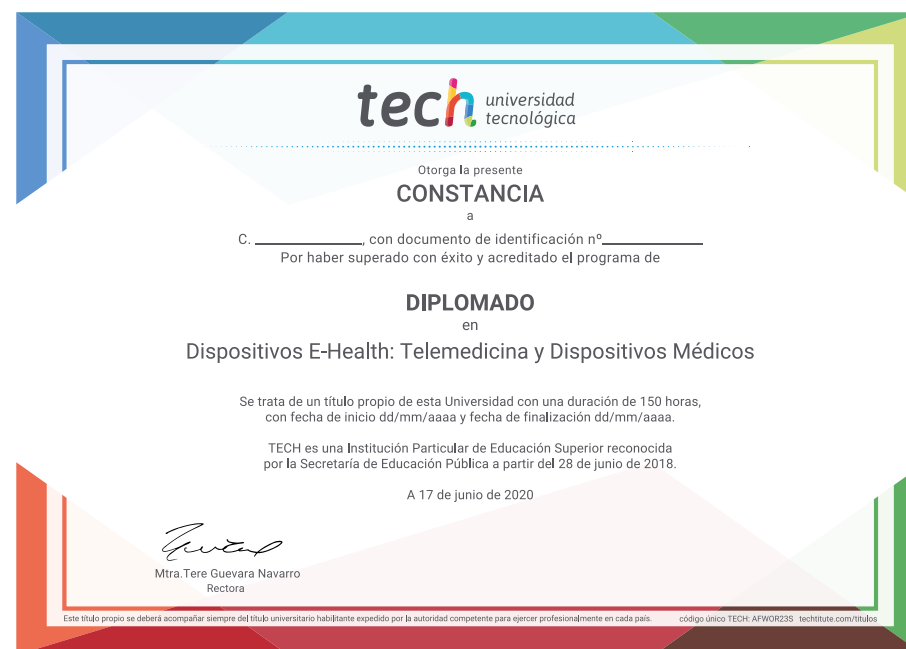 tech universidad
tecnológica
Otorga la presente
CONSTANCIA
a
C. ______________, con documento de identificación nº______________
Por haber superado con éxito y acreditado el programa de
DIPLOMADO
en
Dispositivos E-Health: Telemedicina y Dispositivos Médicos
Se trata de un título propio de esta Universidad con una duración de 150 horas,
con fecha de inicio dd/mm/aaaa y fecha de finalización dd/mm/aaaa.
TECH es una Institución Particular de Educación Superior reconocida
por la Secretaría de Educación Pública a partir del 28 de junio de 2018.
A 17 de junio de 2020
Mtra.Tere Guevara Navarro
Rectora
Este título propio se deberá acompañar siempre del título universitario habilitante expedido por la autoridad competente para ejercer profesionalmente en cada país. código único TECH: AFWOR23S techtitute.com/titulos